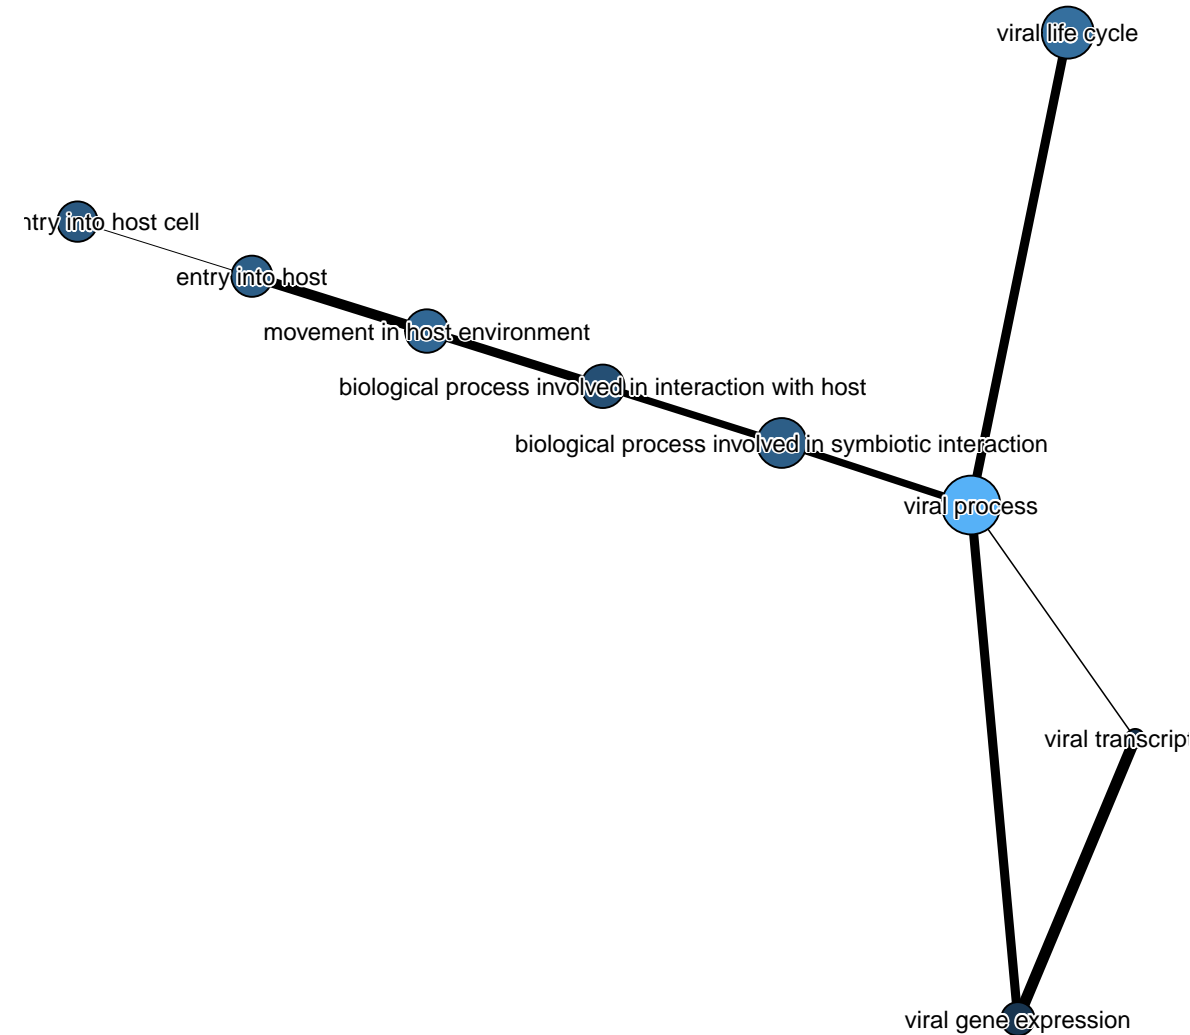 viral life cycle
ntry into host cell
entry into host
movement in host environment
biological process involved in interaction with host
biological process involved in symbiotic interaction
viral process
viral transcript
viral gene expression